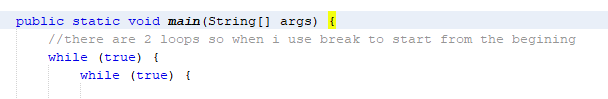 public static void main(String[] args) {
//there are 2 loops so when i use break to start from the begining
while (true) {
while (true) {